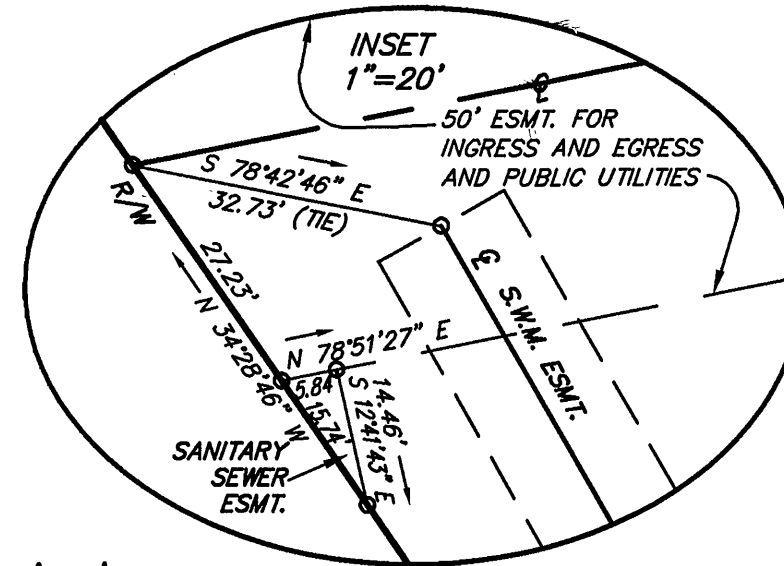 INSET
1"=20'
℄
50' ESMT. FOR
INGRESS AND EGRESS
AND PUBLIC UTILITIES
S 78°42'46" E
32.73' (TIE)
R/W
27.23'
N 34°28'46" W
℄ S.W.M. ESMT.
N 78°51'27" E
5.84'
15.74'
14.46'
S 12°41'43" E
SANITARY
SEWER
ESMT.